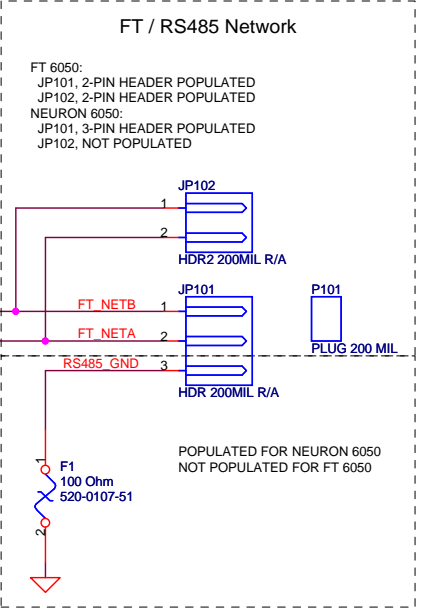 FT / RS485 Network
FT 6050:
JP101, 2-PIN HEADER POPULATED
JP102, 2-PIN HEADER POPULATED
NEURON 6050:
JP101, 3-PIN HEADER POPULATED
JP102, NOT POPULATED
JP102
1
2
HDR2 200MIL R/A
JP101
P101
FT_NETB 1
FT_NETA 2
PLUG 200 MIL
RS485_GND 3
HDR 200MIL R/A
POPULATED FOR NEURON 6050
NOT POPULATED FOR FT 6050
1
F1
100 Ohm
520-0107-51
2